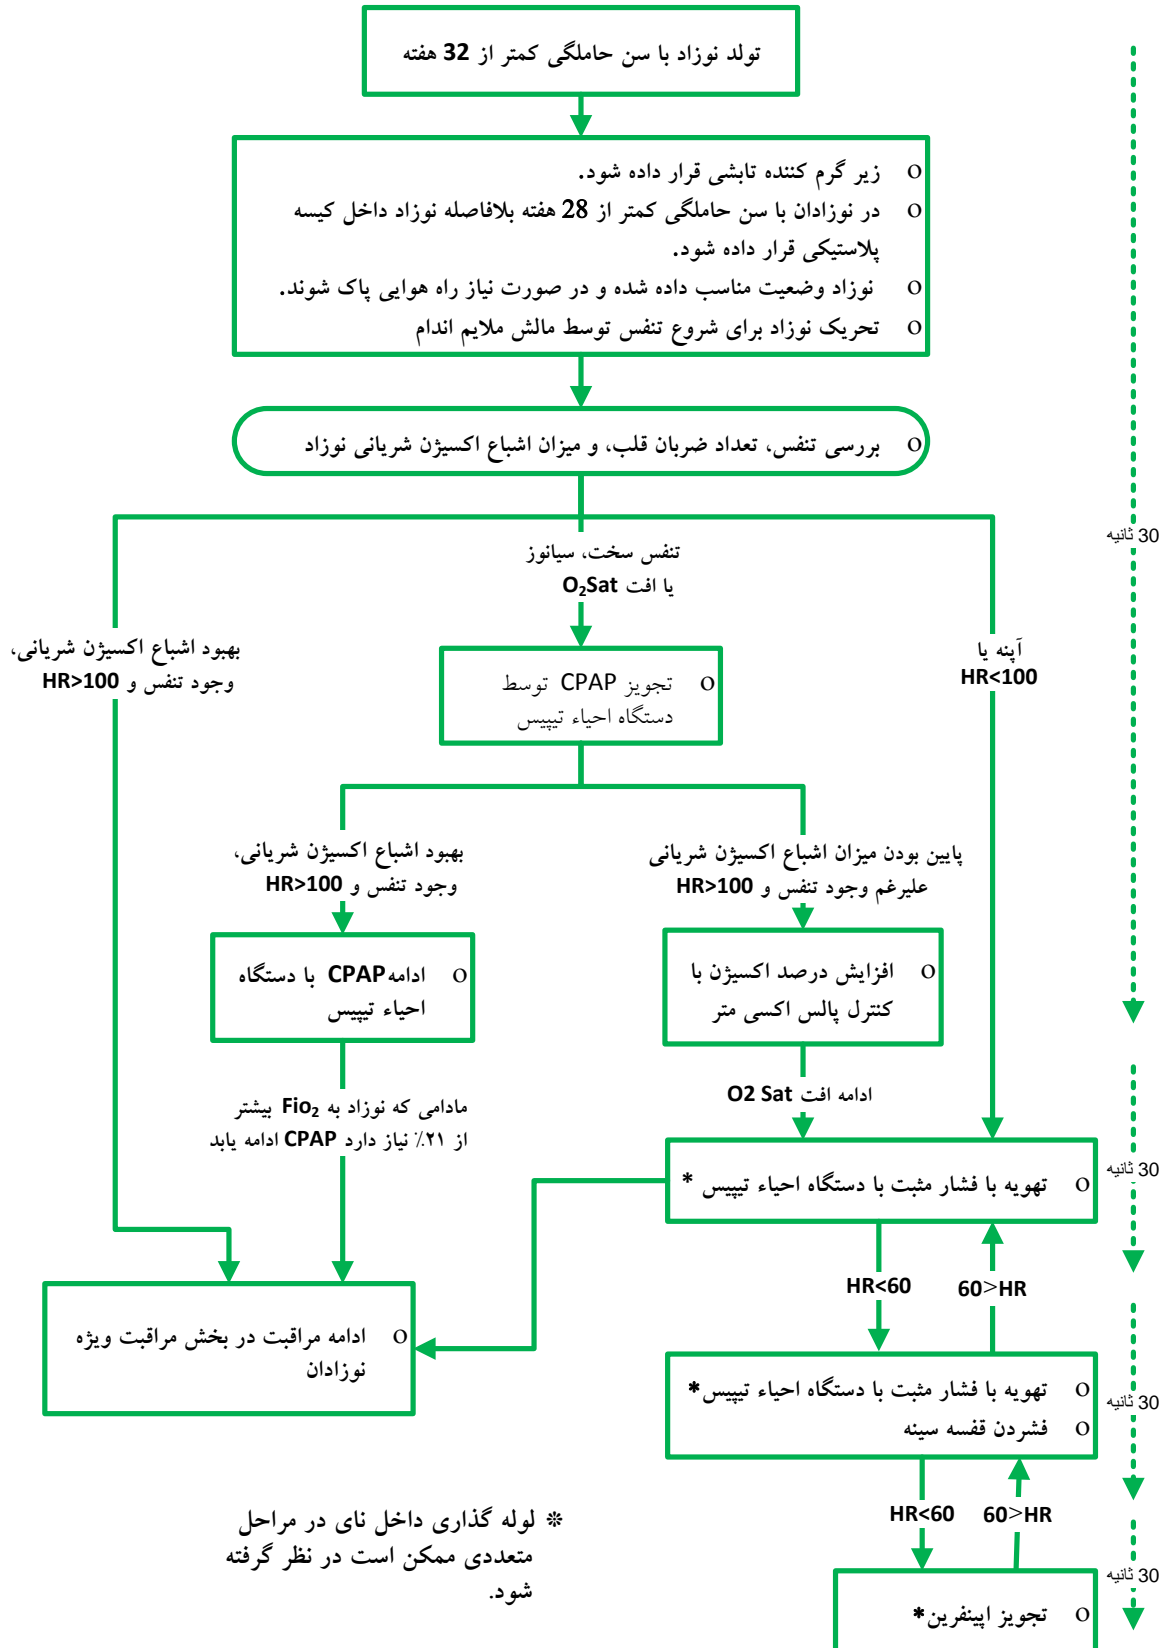 تولد نوزاد با سن حاملگی کمتر از 32 هفته
o زیر گرم کننده تابشی قرار داده شود.
o در نوزادان با سن حاملگی کمتر از 28 هفته بلافاصله نوزاد داخل کیسه
پلاستیکی قرار داده شود.
o نوزاد وضعیت مناسب داده شده و در صورت نیاز راه هوایی پاک شوند.
o تحریک نوزاد برای شروع تنفس توسط مالش ملایم اندام
o بررسی تنفس، تعداد ضربان قلب، و میزان اشباع اکسیژن شریانی نوزاد
30 ثانیه
تنفس سخت، سیانوز
یا افت O₂Sat
آپنه یا
HR<100
بهبود اشباع اکسیژن شریانی،
وجود تنفس و HR>100
o تجویز CPAP توسط
دستگاه احیاء تیپیس
پایین بودن میزان اشباع اکسیژن شریانی
علیرغم وجود تنفس و HR>100
بهبود اشباع اکسیژن شریانی،
وجود تنفس و HR>100
o افزایش درصد اکسیژن با
کنترل پالس اکسی متر
o ادامه CPAP با دستگاه
احیاء تیپیس
ادامه افت O2 Sat
مادامی که نوزاد به Fio₂ بیشتر
از ۲۱٪ نیاز دارد CPAP ادامه یابد
30 ثانیه
o تهویه با فشار مثبت با دستگاه احیاء تیپیس *
60>HR
HR<60
o ادامه مراقبت در بخش مراقبت ویژه
نوزادان
o تهویه با فشار مثبت با دستگاه احیاء تیپیس*
o فشردن قفسه سینه
30 ثانیه
60>HR
HR<60
* لوله گذاری داخل نای در مراحل
متعددی ممکن است در نظر گرفته
شود.
30 ثانیه
o تجویز اپینفرین*